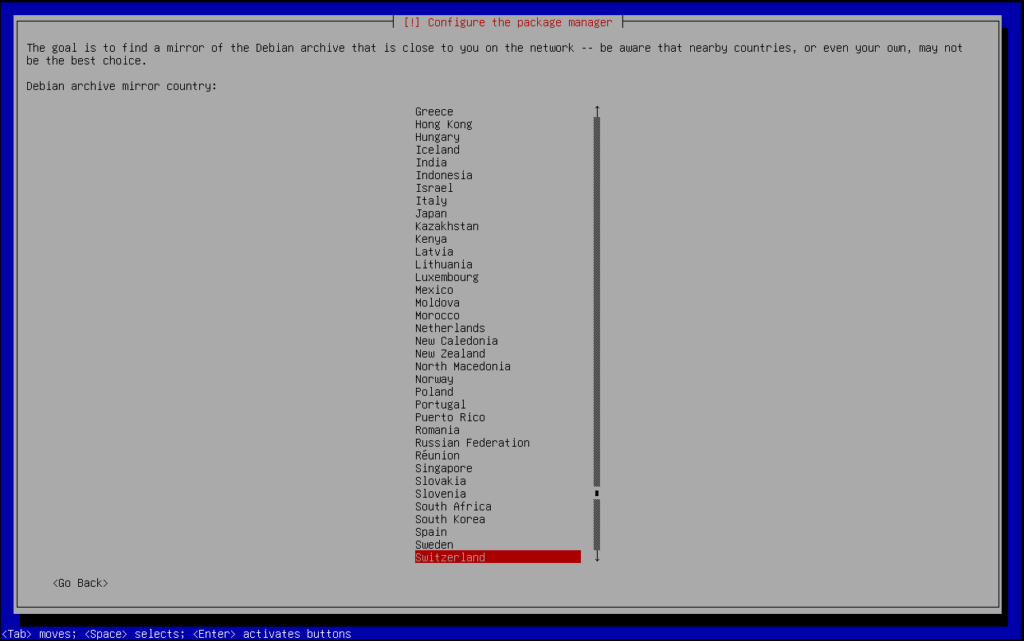 [!] Configure the package manager
The goal is to find a mirror of the Debian archive that is close to you on the network -- be aware that nearby countries, or even your own, may not
be the best choice.
Debian archive mirror country:
Greece
Hong Kong
Hungary
Iceland
India
Indonesia
Israel
Italy
Japan
Kazakhstan
Kenya
Latvia
Lithuania
Luxembourg
Mexico
Moldova
Morocco
Netherlands
New Caledonia
New Zealand
North Macedonia
Norway
Poland
Portugal
Puerto Rico
Romania
Russian Federation
Réunion
Singapore
Slovakia
Slovenia
South Africa
South Korea
Spain
Sweden
Switzerland
<Go Back>
<Tab> moves; <Space> selects; <Enter> activates buttons